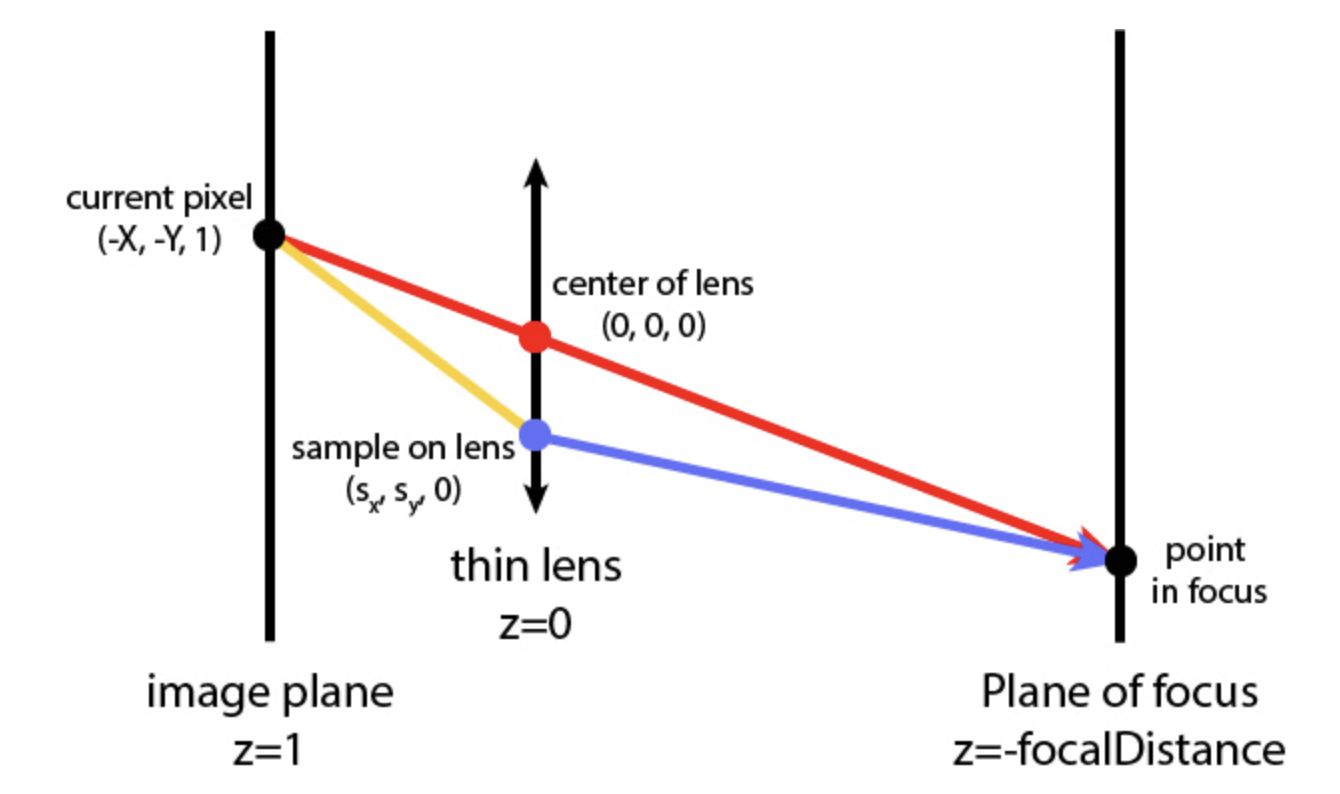 current pixel
(-X, -Y, 1)
center of lens
(0, 0, 0)
sample on lens
(sx, sy, 0)
thin lens
z=0
point
in focus
image plane
z=1
Plane of focus
z=-focalDistance